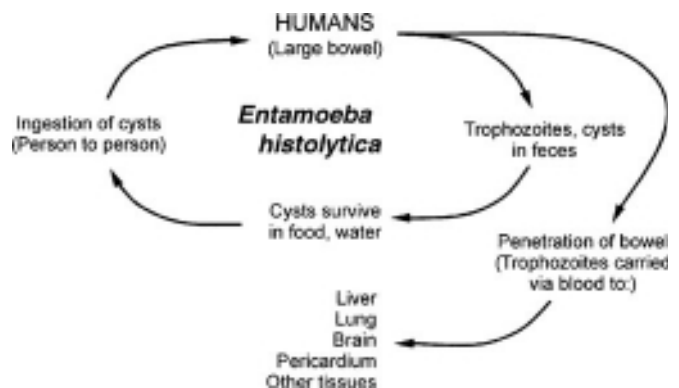 HUMANS
(Large bowel)
Ingestion of cysts
(Person to person)
Entamoeba
histolytica
Trophozoites, cysts
in feces
Cysts survive
in food, water
Penetration of bowel
(Trophozoites carried
via blood to:)
Liver
Lung
Brain
Pericardium
Other tissues